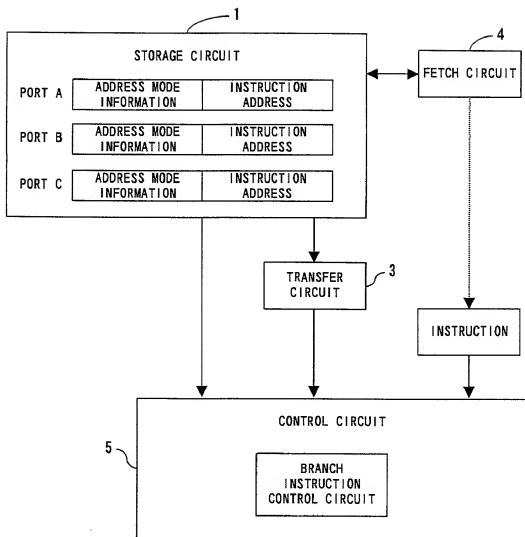 1
STORAGE CIRCUIT
PORT A
ADDRESS MODE
INFORMATION
INSTRUCTION
ADDRESS
PORT B
ADDRESS MODE
INFORMATION
INSTRUCTION
ADDRESS
PORT C
ADDRESS MODE
INFORMATION
INSTRUCTION
ADDRESS
4
FETCH CIRCUIT
TRANSFER
CIRCUIT
3
INSTRUCTION
5
CONTROL CIRCUIT
BRANCH
INSTRUCTION
CONTROL CIRCUIT